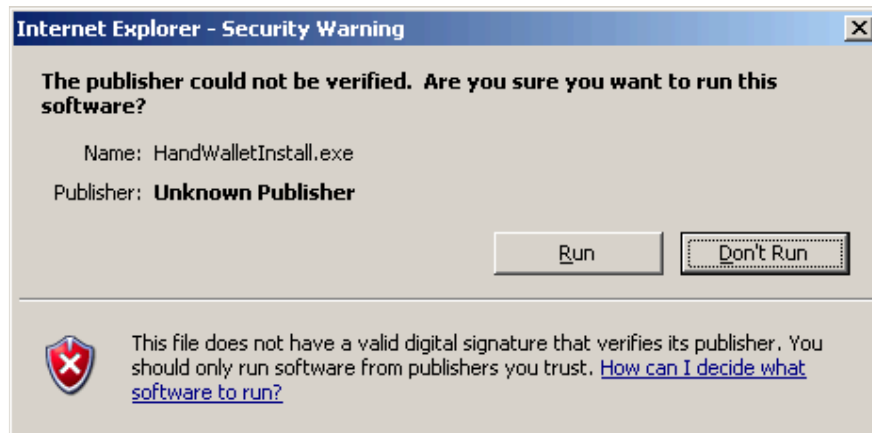 Internet Explorer - Security Warning
The publisher could not be verified.  Are you sure you want to run this
software?
Name: HandWalletInstall.exe
Publisher: Unknown Publisher
Run Don't Run
This file does not have a valid digital signature that verifies its publisher. You
should only run software from publishers you trust. How can I decide what
software to run?